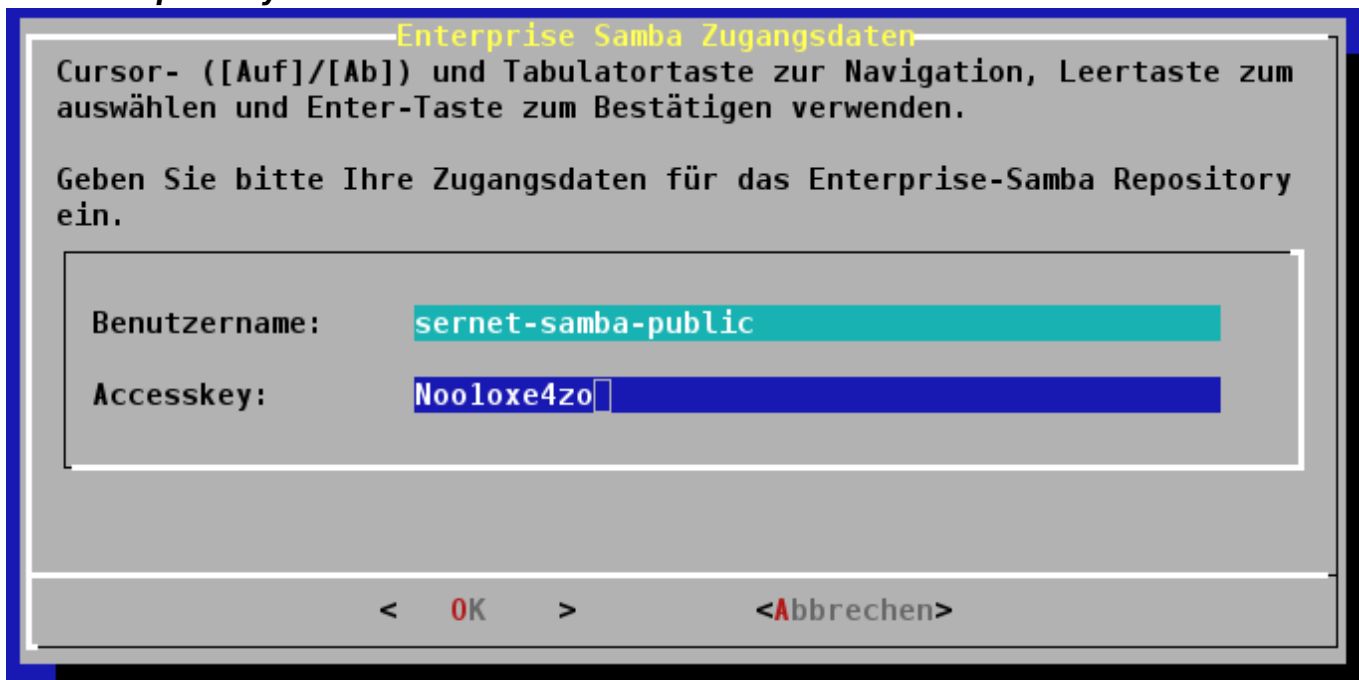 Enterprise Samba Zugangsdaten
Cursor- ([Auf]/[Ab]) und Tabulatortaste zur Navigation, Leertaste zum
auswählen und Enter-Taste zum Bestätigen verwenden.
Geben Sie bitte Ihre Zugangsdaten für das Enterprise-Samba Repository
ein.
Benutzername: sernet-samba-public
Accesskey: Nooloxe4zo
< OK > <Abbrechen>